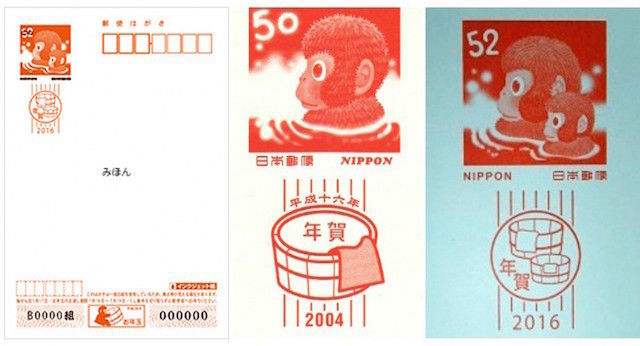 52
郵便はがき
2016
みほん
インクジェット紙
B0000組
お年玉
000000
50
日本郵便 NIPPON
平成十六年
年賀
2004
52
NIPPON 日本郵便
年賀
2016